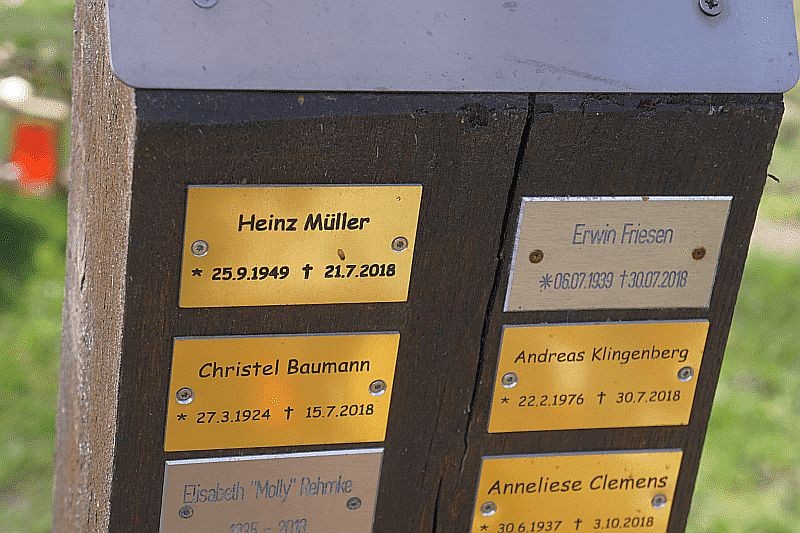 Heinz Müller
* 25.9.1949 † 21.7.2018
Christel Baumann
* 27.3.1924 † 15.7.2018
Elisabeth "Molly" Rehmke
1935 - 2018
Erwin Friesen
*06.07.1939 †30.07.2018
Andreas Klingenberg
* 22.2.1976 † 30.7.2018
Anneliese Clemens
* 30.6.1937 † 3.10.2018